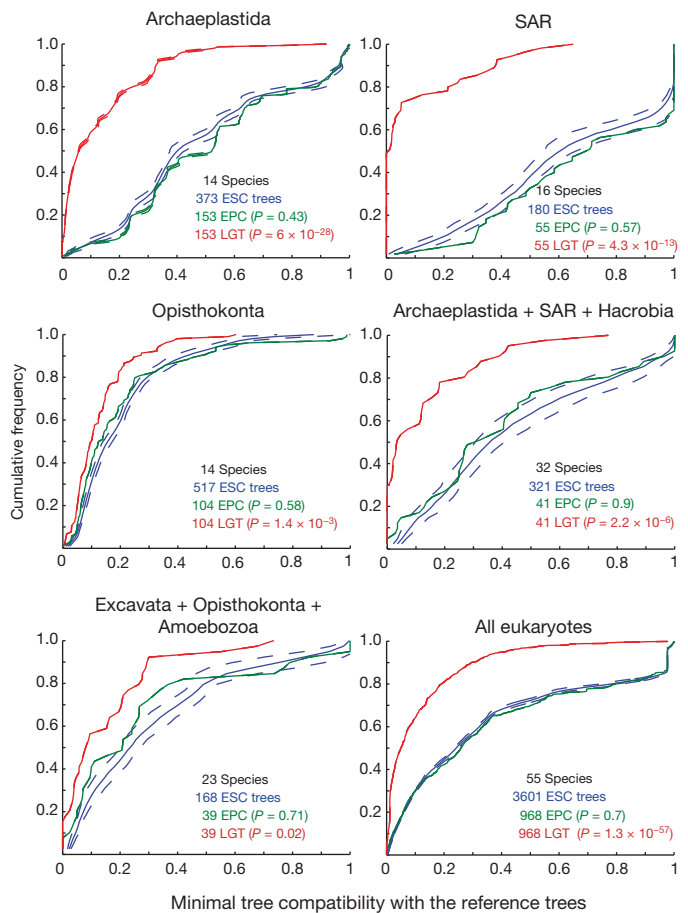 Archaeplastida
SAR
1.0
0.8
0.6
0.4
0.2
0
0.2
0.4
0.6
0.8
1
14 Species
373 ESC trees
153 EPC (P = 0.43)
153 LGT (P = 6 × 10⁻²⁸)
1.0
0.8
0.6
0.4
0.2
0
0.2
0.4
0.6
0.8
1
16 Species
180 ESC trees
55 EPC (P = 0.57)
55 LGT (P = 4.3 × 10⁻¹³)
Opisthokonta
Archaeplastida + SAR + Hacrobia
Cumulative frequency
1.0
0.8
0.6
0.4
0.2
0
0.2
0.4
0.6
0.8
1
14 Species
517 ESC trees
104 EPC (P = 0.58)
104 LGT (P = 1.4 × 10⁻³)
1.0
0.8
0.6
0.4
0.2
0
0.2
0.4
0.6
0.8
1
32 Species
321 ESC trees
41 EPC (P = 0.9)
41 LGT (P = 2.2 × 10⁻⁶)
Excavata + Opisthokonta +
Amoebozoa
All eukaryotes
1.0
0.8
0.6
0.4
0.2
0
0.2
0.4
0.6
0.8
1
23 Species
168 ESC trees
39 EPC (P = 0.71)
39 LGT (P = 0.02)
1.0
0.8
0.6
0.4
0.2
0
0.2
0.4
0.6
0.8
1
55 Species
3601 ESC trees
968 EPC (P = 0.7)
968 LGT (P = 1.3 × 10⁻⁵⁷)
Minimal tree compatibility with the reference trees